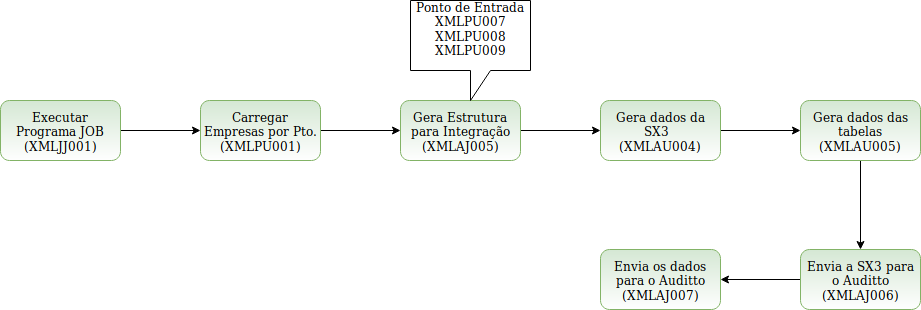 Ponto de Entrada
XMLPU007
XMLPU008
XMLPU009
Executar
Programa JOB
(XMLJJ001)
Carregar
Empresas por Pto.
(XMLPU001)
Gera Estrutura
para Integração
(XMLAJ005)
Gera dados da
SX3
(XMLAU004)
Gera dados das
tabelas
(XMLAU005)
Envia a SX3 para
o Auditto
(XMLAJ006)
Envia os dados
para o Auditto
(XMLAJ007)